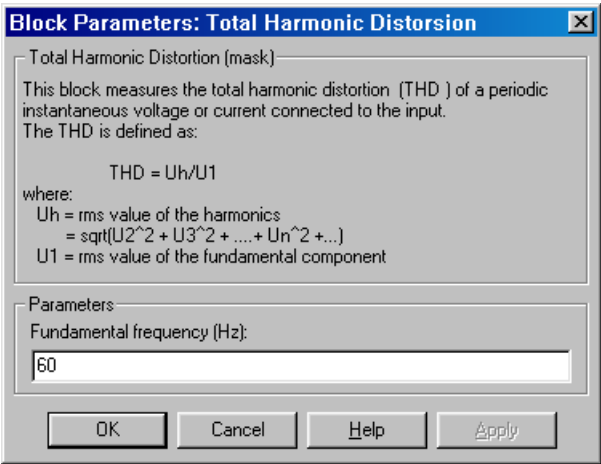 Block Parameters: Total Harmonic Distorsion
Total Harmonic Distortion (mask)
This block measures the total harmonic distortion (THD ) of a periodic
instantaneous voltage or current connected to the input.
The THD is defined as:
THD = Uh/U1
where:
Uh = rms value of the harmonics
= sqrt(U2^2 + U3^2 + ....+ Un^2 +...)
U1 = rms value of the fundamental component
Parameters
Fundamental frequency (Hz):
60
OK Cancel Help Apply